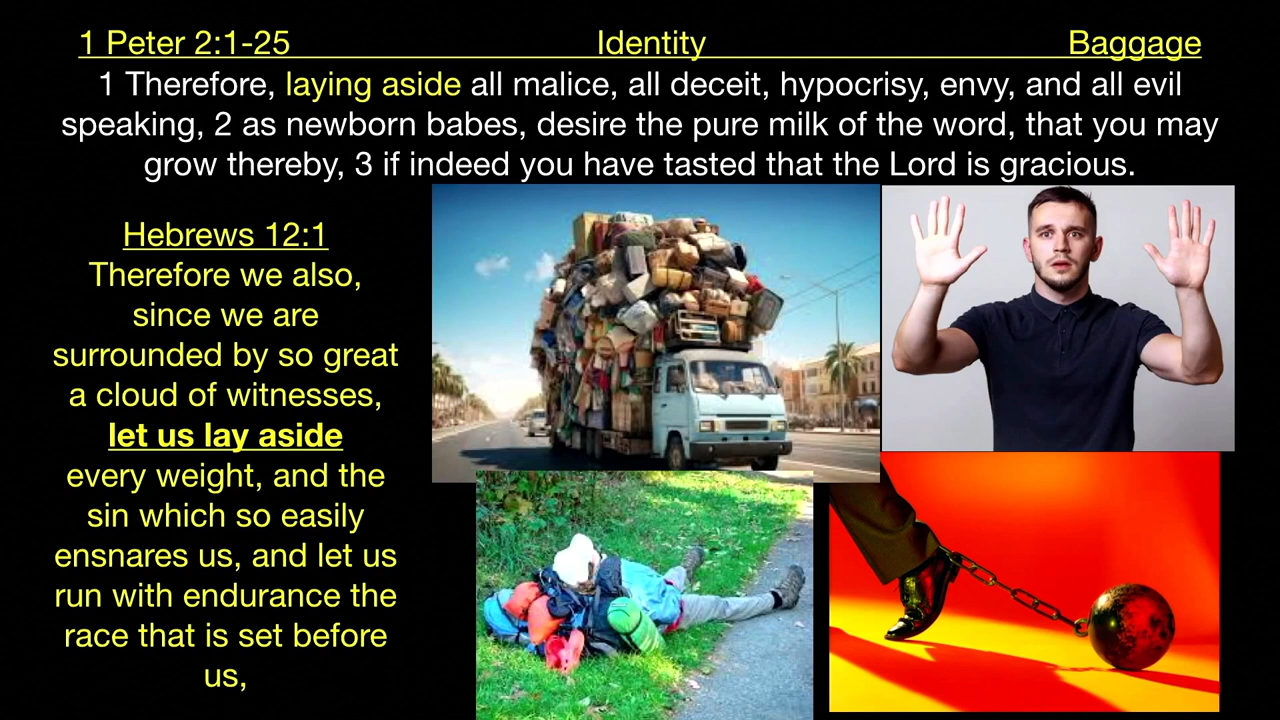 1 Peter 2:1-25 Identity Baggage
1 Therefore, laying aside all malice, all deceit, hypocrisy, envy, and all evil
speaking, 2 as newborn babes, desire the pure milk of the word, that you may
grow thereby, 3 if indeed you have tasted that the Lord is gracious.
Hebrews 12:1
Therefore we also,
since we are
surrounded by so great
a cloud of witnesses,
let us lay aside
every weight, and the
sin which so easily
ensnares us, and let us
run with endurance the
race that is set before
us,